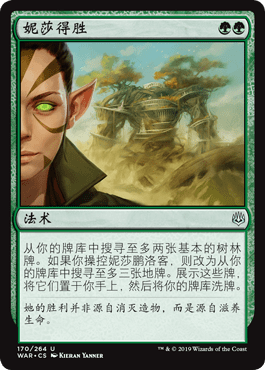 妮莎得胜
法术
从你的牌库中搜寻至多两张基本的树林
牌。如果你操控妮莎鹏洛客，则改为从你
的牌库中搜寻至多三张地牌。展示这些牌，
将它们置于你手上，然后将你的牌库洗牌。
她的胜利并非源自消灭造物，而是源自滋养
生命。
170/264 U
WAR • CS KIERAN YANNER
™ & © 2019 Wizards of the Coast